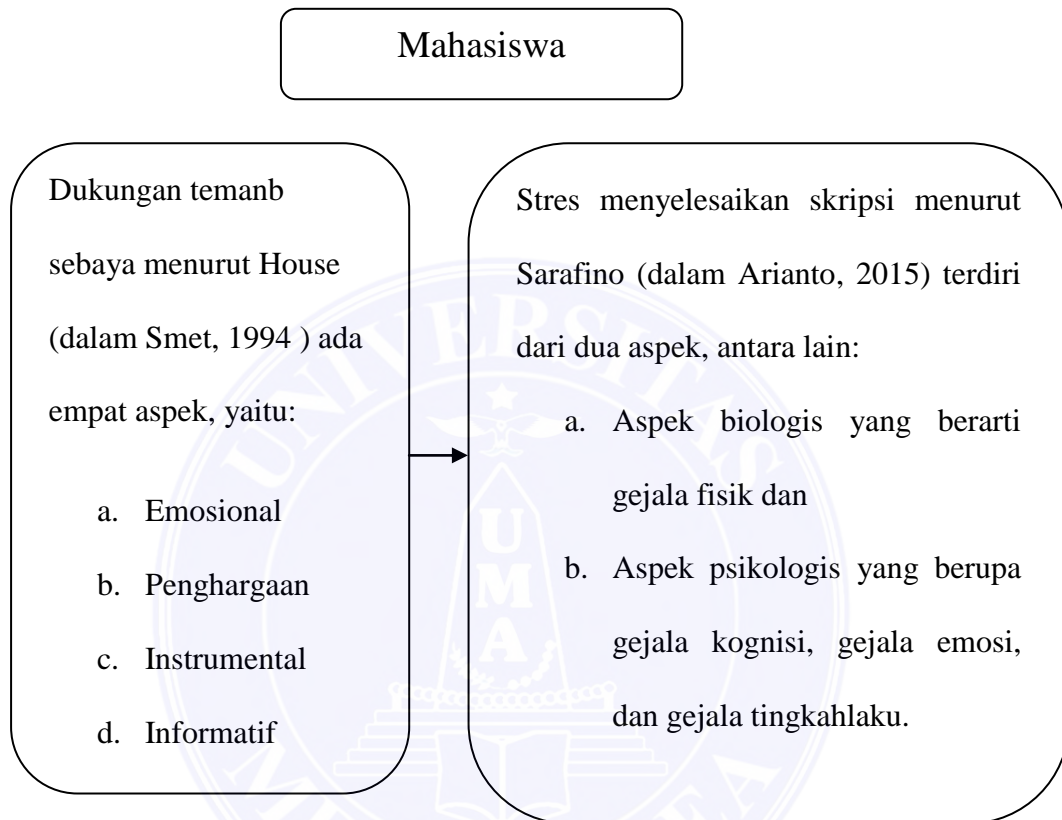 Mahasiswa
Dukungan temanb
sebaya menurut House
(dalam Smet, 1994 ) ada
empat aspek, yaitu:
a. Emosional
b. Penghargaan
c. Instrumental
d. Informatif
Stres menyelesaikan skripsi menurut
Sarafino (dalam Arianto, 2015) terdiri
dari dua aspek, antara lain:
a. Aspek biologis yang berarti
gejala fisik dan
b. Aspek psikologis yang berupa
gejala kognisi, gejala emosi,
dan gejala tingkahlaku.
UNIVERSITAS
UMA